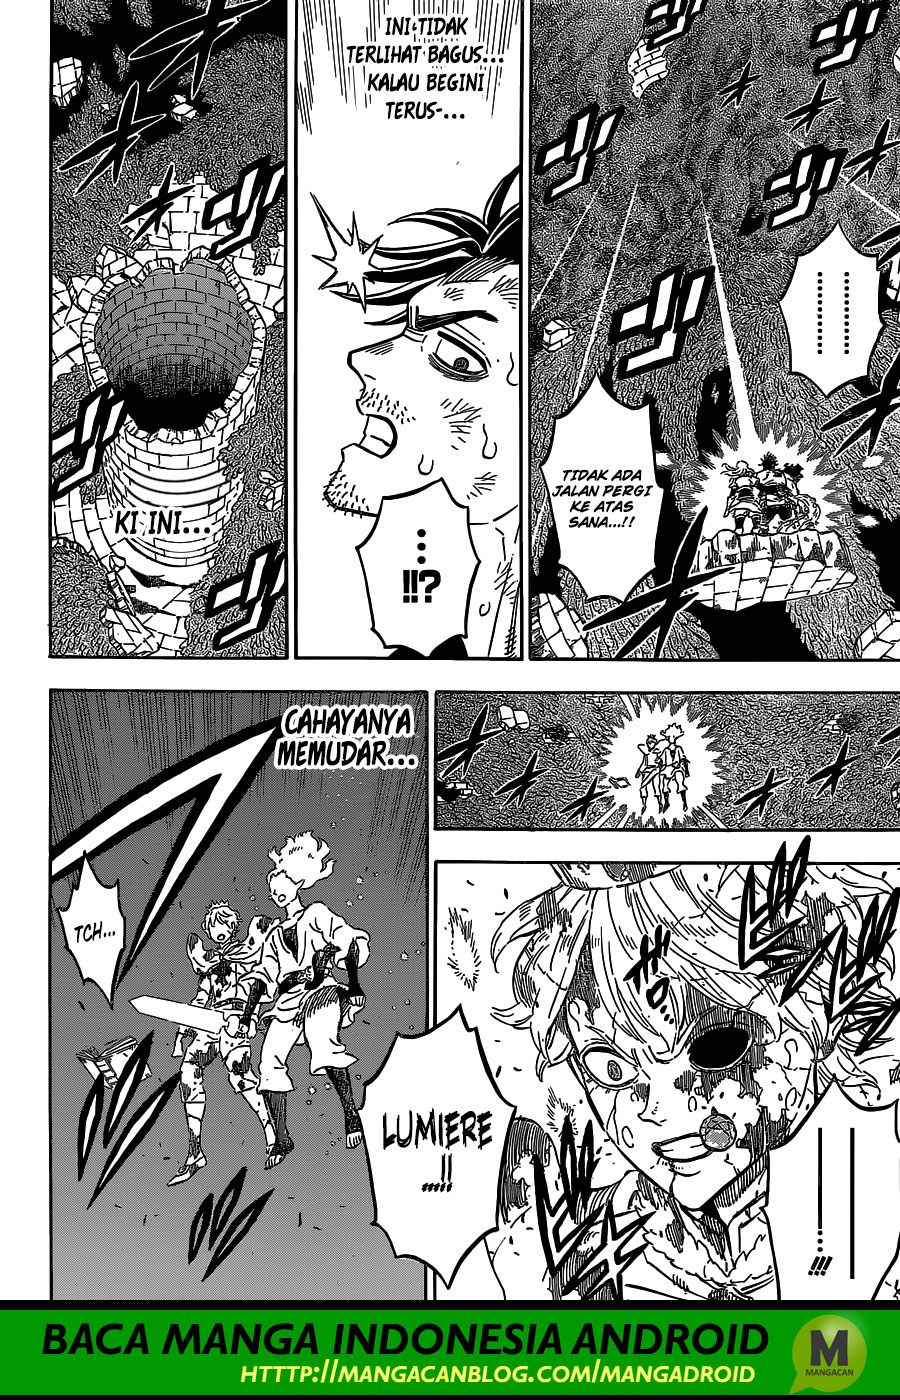 .........
TIDAK ADA
JALAN PERGI
KE ATAS
SANA...!!
INI TIDAK
TERLIHAT BAGUS...
KALAU BEGINI
TERUS-...
...
!!?
KI INI...
CAHAYANYA
MEMUDAR...
TCH...
LUMIERE
...!!
...!!!
BACA MANGA INDONESIA ANDROID
HTTTP://MANGACANBLOG.COM/MANGADROID
M
MANGACAN